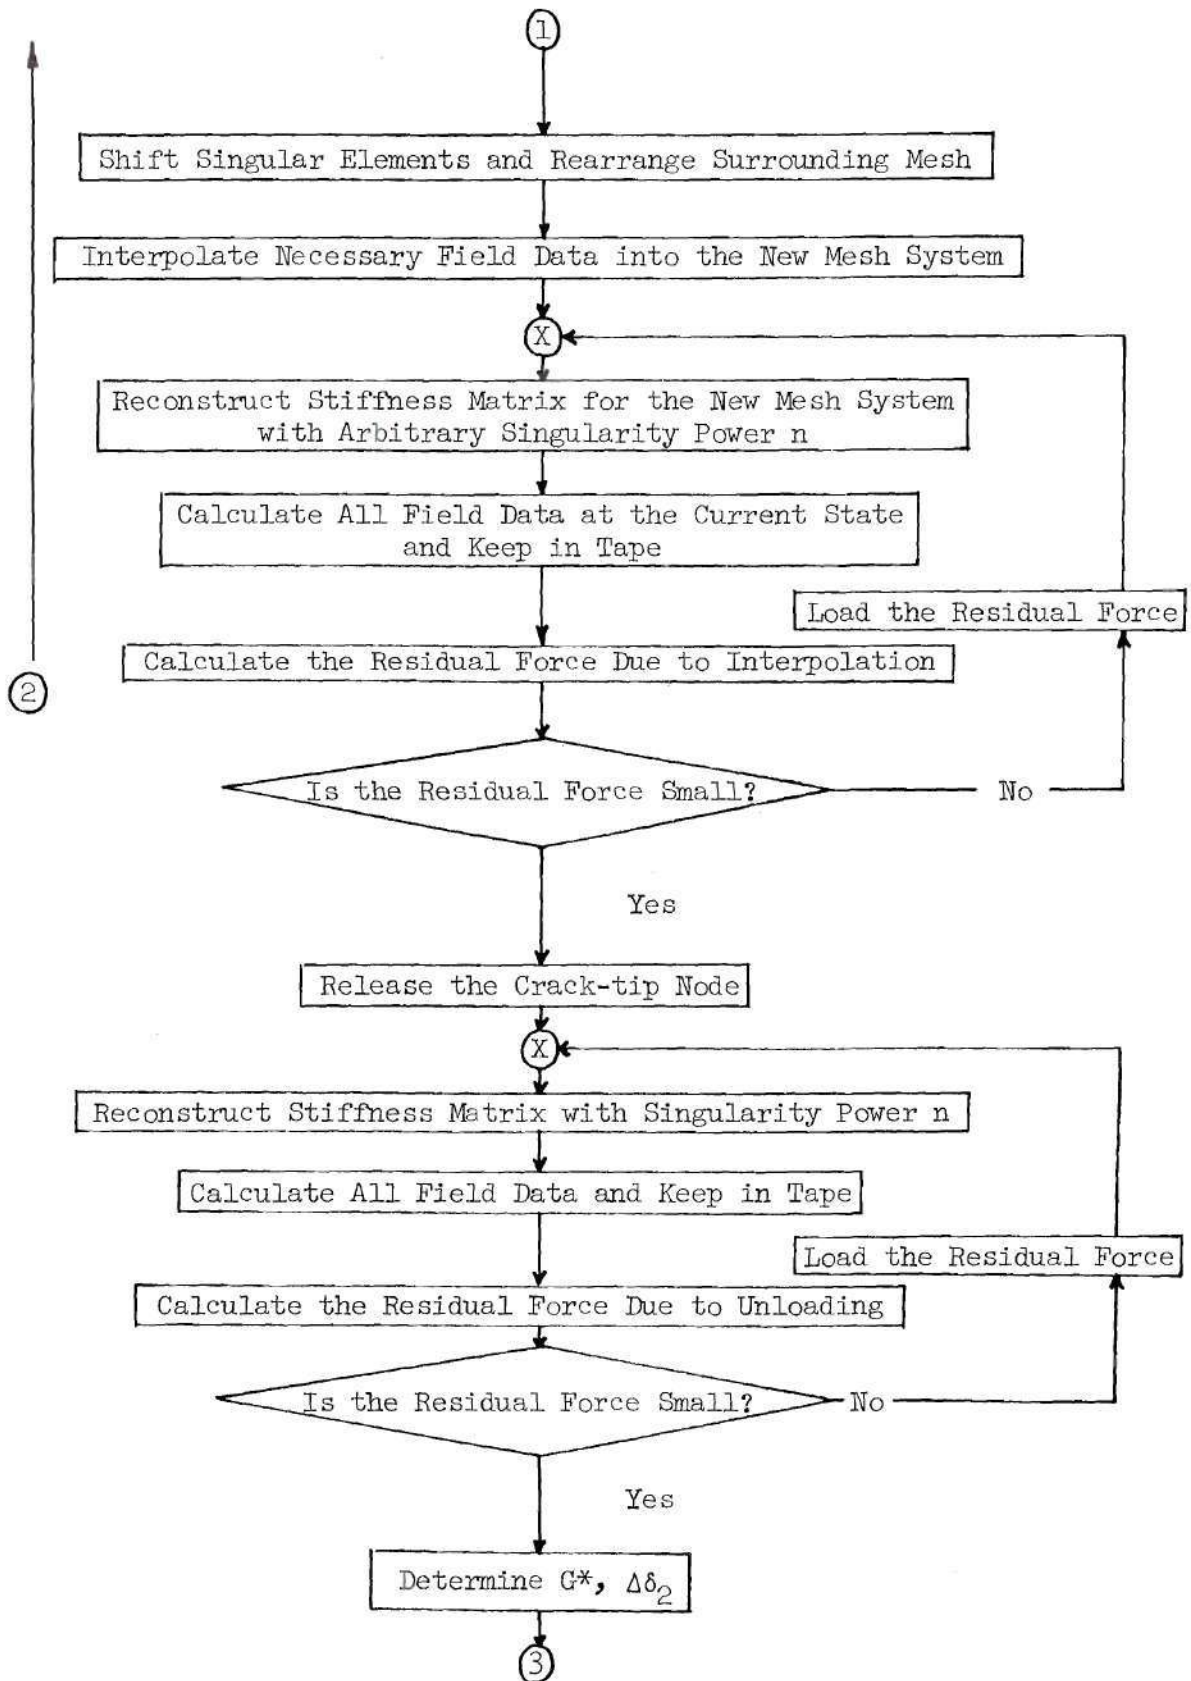 1
Shift Singular Elements and Rearrange Surrounding Mesh
Interpolate Necessary Field Data into the New Mesh System
X
Reconstruct Stiffness Matrix for the New Mesh System
with Arbitrary Singularity Power n
Calculate All Field Data at the Current State
and Keep in Tape
Load the Residual Force
Calculate the Residual Force Due to Interpolation
2
Is the Residual Force Small?
No
Yes
Release the Crack-tip Node
X
Reconstruct Stiffness Matrix with Singularity Power n
Calculate All Field Data and Keep in Tape
Load the Residual Force
Calculate the Residual Force Due to Unloading
Is the Residual Force Small?
No
Yes
Determine G*, Δδ₂
3